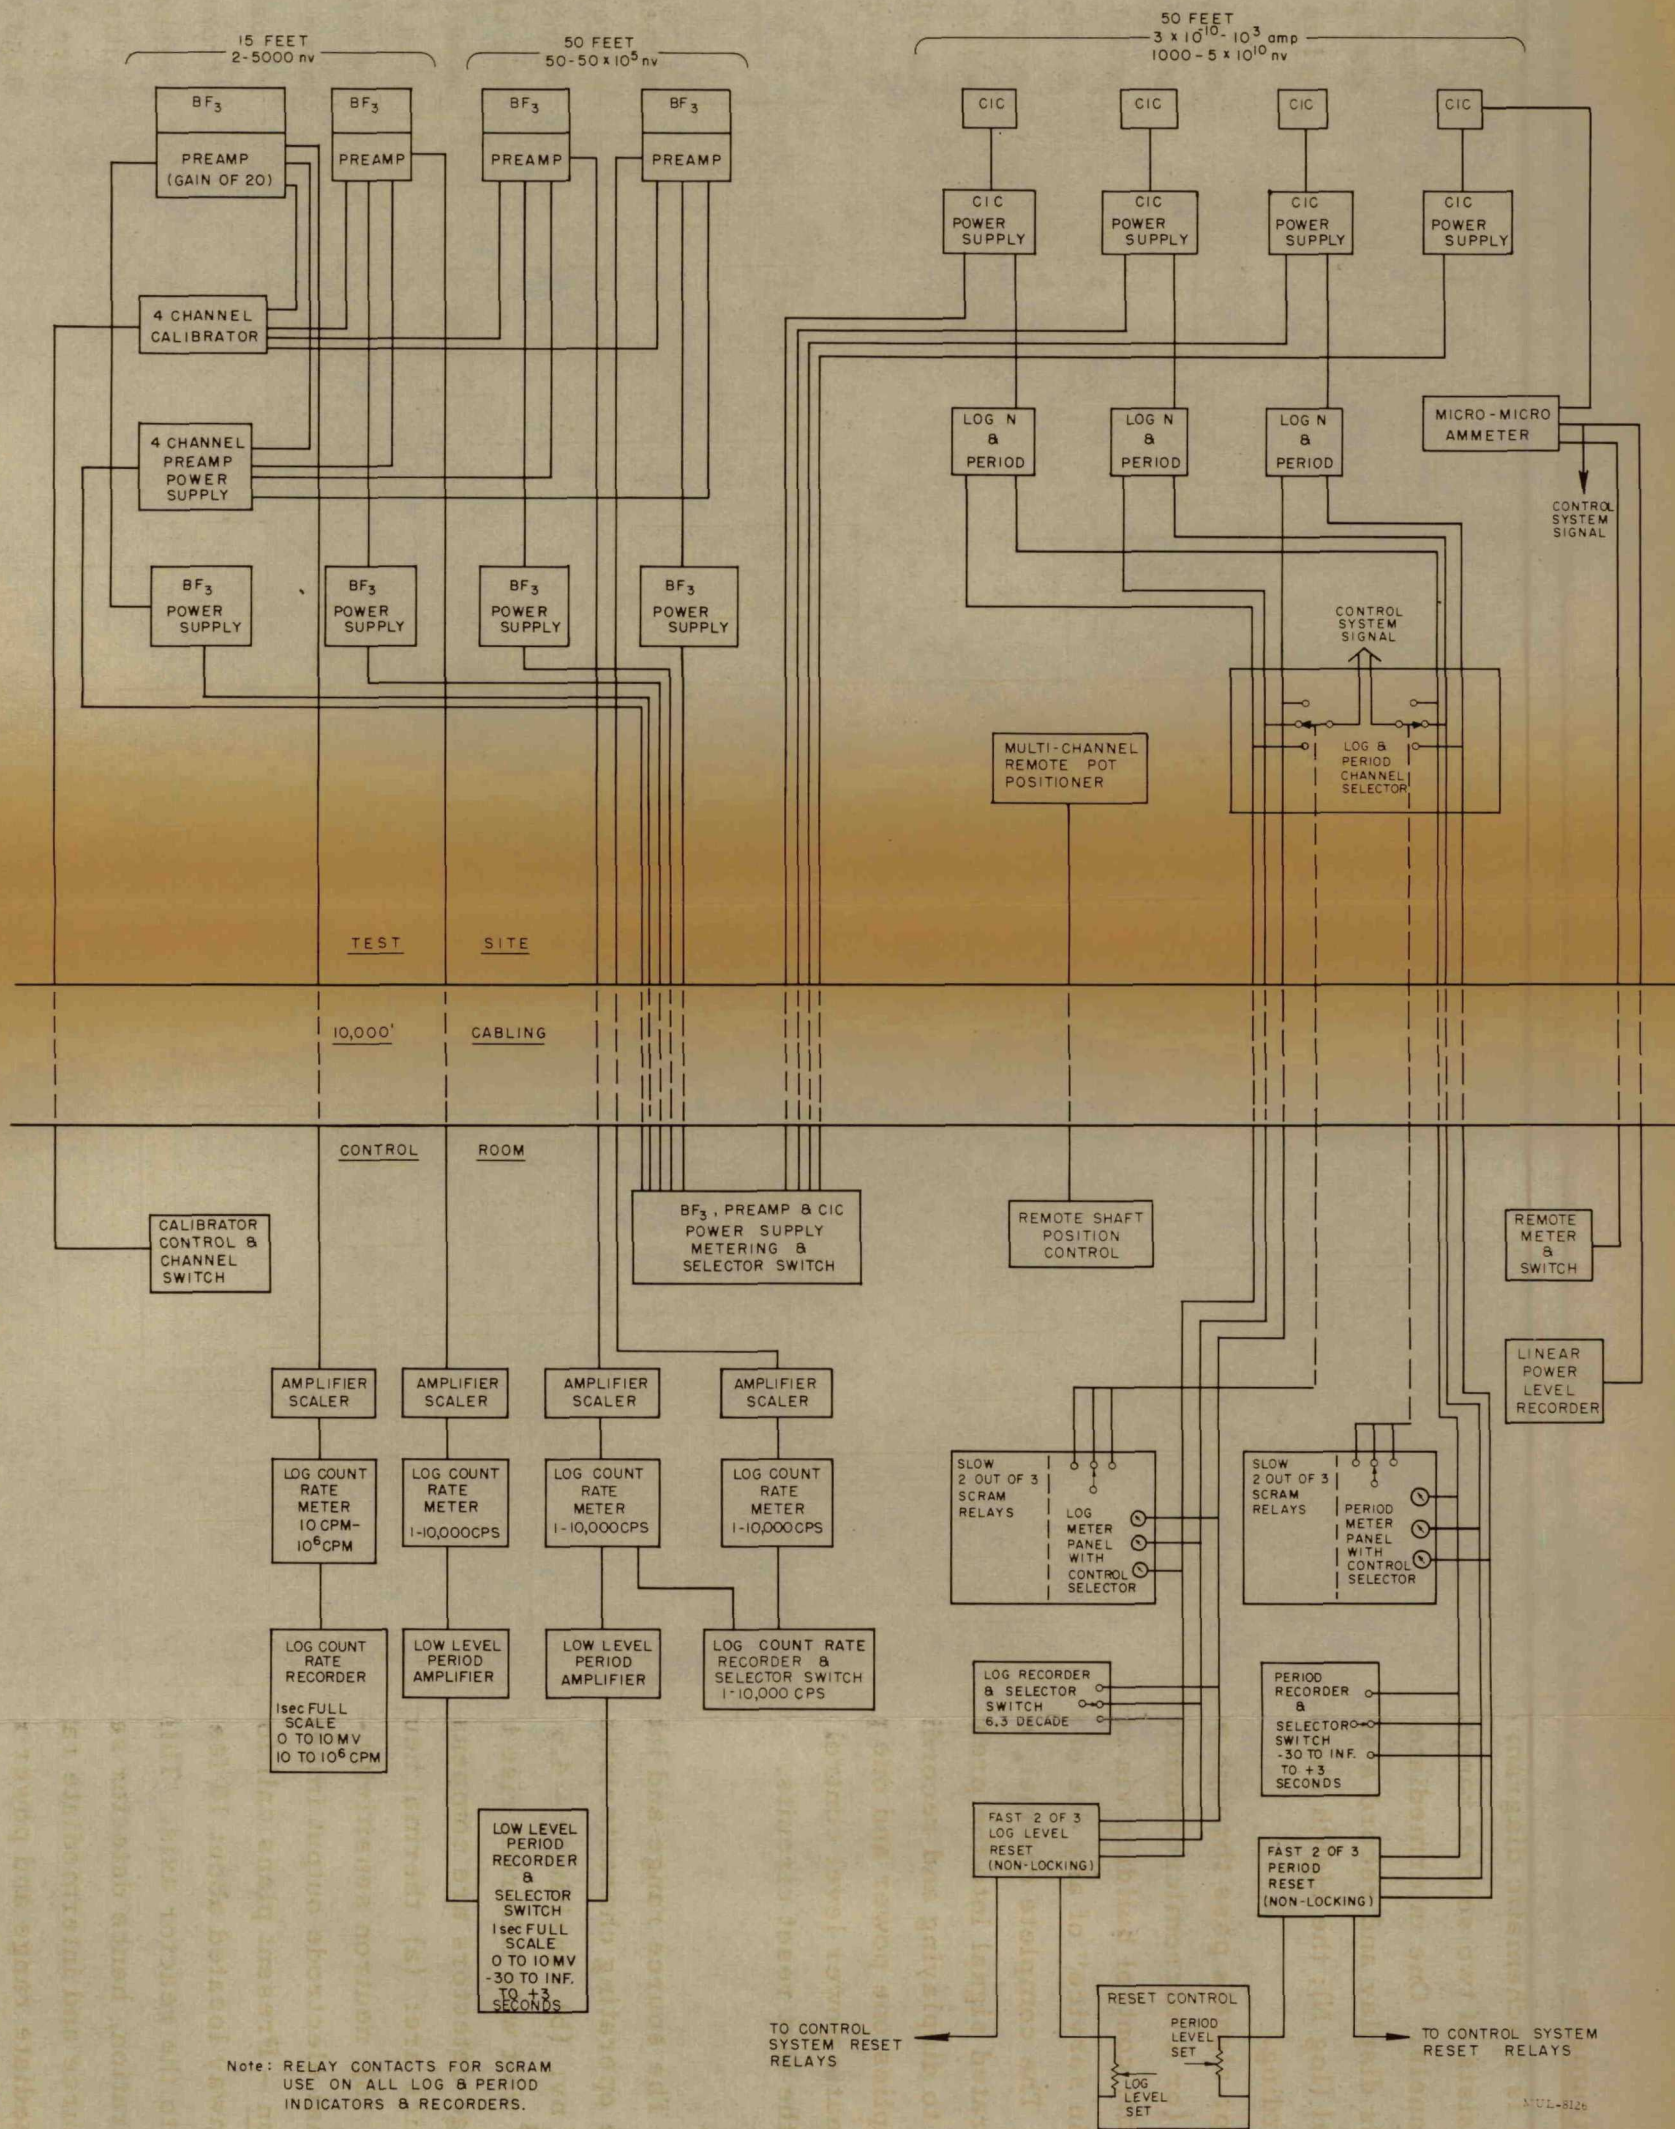 15 FEET
2-5000 nv
50 FEET
50-50 x 10⁵ nv
50 FEET
3 x 10⁻¹⁰- 10³ amp
1000-5 x 10¹⁰ nv
BF₃
PREAMP
(GAIN OF 20)
BF₃
PREAMP
BF₃
PREAMP
BF₃
PREAMP
CIC
CIC
CIC
CIC
CIC
POWER
SUPPLY
CIC
POWER
SUPPLY
CIC
POWER
SUPPLY
CIC
POWER
SUPPLY
4 CHANNEL
CALIBRATOR
4 CHANNEL
PREAMP
POWER
SUPPLY
LOG N
&
PERIOD
LOG N
&
PERIOD
LOG N
&
PERIOD
MICRO-MICRO
AMMETER
CONTROL
SYSTEM
SIGNAL
BF₃
POWER
SUPPLY
BF₃
POWER
SUPPLY
BF₃
POWER
SUPPLY
BF₃
POWER
SUPPLY
CONTROL
SYSTEM
SIGNAL
MULTI-CHANNEL
REMOTE POT
POSITIONER
LOG &
PERIOD
CHANNEL
SELECTOR
TEST SITE
10,000' CABLING
CONTROL ROOM
CALIBRATOR
CONTROL &
CHANNEL
SWITCH
BF₃, PREAMP & CIC
POWER SUPPLY
METERING &
SELECTOR SWITCH
REMOTE SHAFT
POSITION
CONTROL
REMOTE
METER
&
SWITCH
LINEAR
POWER
LEVEL
RECORDER
AMPLIFIER
SCALER
AMPLIFIER
SCALER
AMPLIFIER
SCALER
AMPLIFIER
SCALER
LOG COUNT
RATE
METER
10 CPM-
10⁶ CPM
LOG COUNT
RATE
METER
1-10,000CPS
LOG COUNT
RATE
METER
1-10,000CPS
LOG COUNT
RATE
METER
1-10,000CPS
SLOW
2 OUT OF 3
SCRAM
RELAYS
LOG
METER
PANEL
WITH
CONTROL
SELECTOR
SLOW
2 OUT OF 3
SCRAM
RELAYS
PERIOD
METER
PANEL
WITH
CONTROL
SELECTOR
LOG COUNT
RATE
RECORDER
1sec FULL
SCALE
0 TO 10 MV
10 TO 10⁶ CPM
LOW LEVEL
PERIOD
AMPLIFIER
LOW LEVEL
PERIOD
AMPLIFIER
LOG COUNT RATE
RECORDER &
SELECTOR SWITCH
1-10,000 CPS
LOG RECORDER
& SELECTOR
SWITCH
6.3 DECADE
PERIOD
RECORDER
&
SELECTOR
SWITCH
-30 TO INF.
TO +3
SECONDS
LOW LEVEL
PERIOD
RECORDER
&
SELECTOR
SWITCH
1sec FULL
SCALE
0 TO 10 MV
-30 TO INF.
TO +3
SECONDS
FAST 2 OF 3
LOG LEVEL
RESET
(NON-LOCKING)
FAST 2 OF 3
PERIOD
RESET
(NON-LOCKING)
RESET CONTROL
PERIOD
LEVEL
SET
LOG
LEVEL
SET
TO CONTROL
SYSTEM RESET
RELAYS
TO CONTROL SYSTEM
RESET RELAYS
Note: RELAY CONTACTS FOR SCRAM
USE ON ALL LOG & PERIOD
INDICATORS & RECORDERS.
MUL-8126